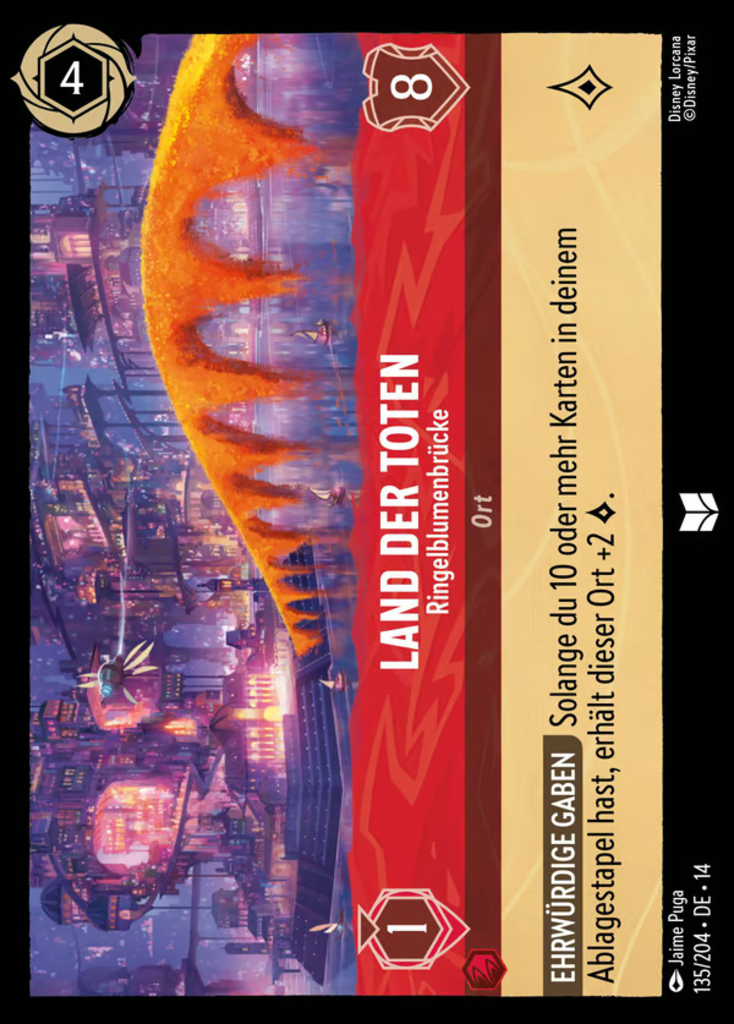 4
1
LAND DER TOTEN
Ringelblumenbrücke
8
Ort
EHRWÜRDIGE GABEN Solange du 10 oder mehr Karten in deinem
Ablagestapel hast, erhält dieser Ort +2 .
Jaime Puga
135/204 • DE • 14
Disney Lorcana
©Disney/Pixar